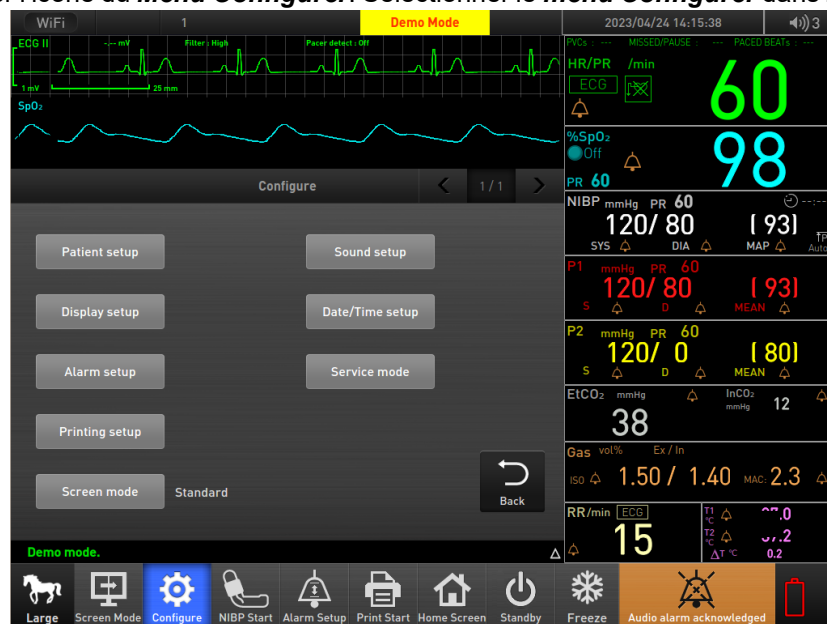 l'icône du Menu Configurer. Sélectionner le Menu Configurer dans
WiFi 1 Demo Mode 2023/04/24 14:15:38 3
ECG II -.-- mV Filter : High Pacer detect : Off
PVCs : --- MISSED/PAUSE : --- PACED BEATs : ---
HR/PR /min
ECG
60
1 mV 25 mm
SpO₂
%SpO₂
Off
98
PR 60
Configure 1/1
NIBP mmHg PR 60 --:--
120/ 80 ( 93)
SYS DIA MAP Auto
Patient setup Sound setup
P1 mmHg PR 60
120/ 80 ( 93)
S D MEAN
Display setup Date/Time setup
P2 mmHg PR 60
120/ 0 ( 80)
S D MEAN
Alarm setup Service mode
EtCO₂ mmHg InCO₂
mmHg 12
38
Printing setup
Gas vol% Ex / In
ISO 1.50 / 1.40 MAC: 2.3
Screen mode Standard
Back
RR/min ECG
15
T1 °C
T2 °C
ΔT °C 0.2
Demo mode.
Large Screen Mode Configure NIBP Start Alarm Setup Print Start Home Screen Standby Freeze Audio alarm acknowledged